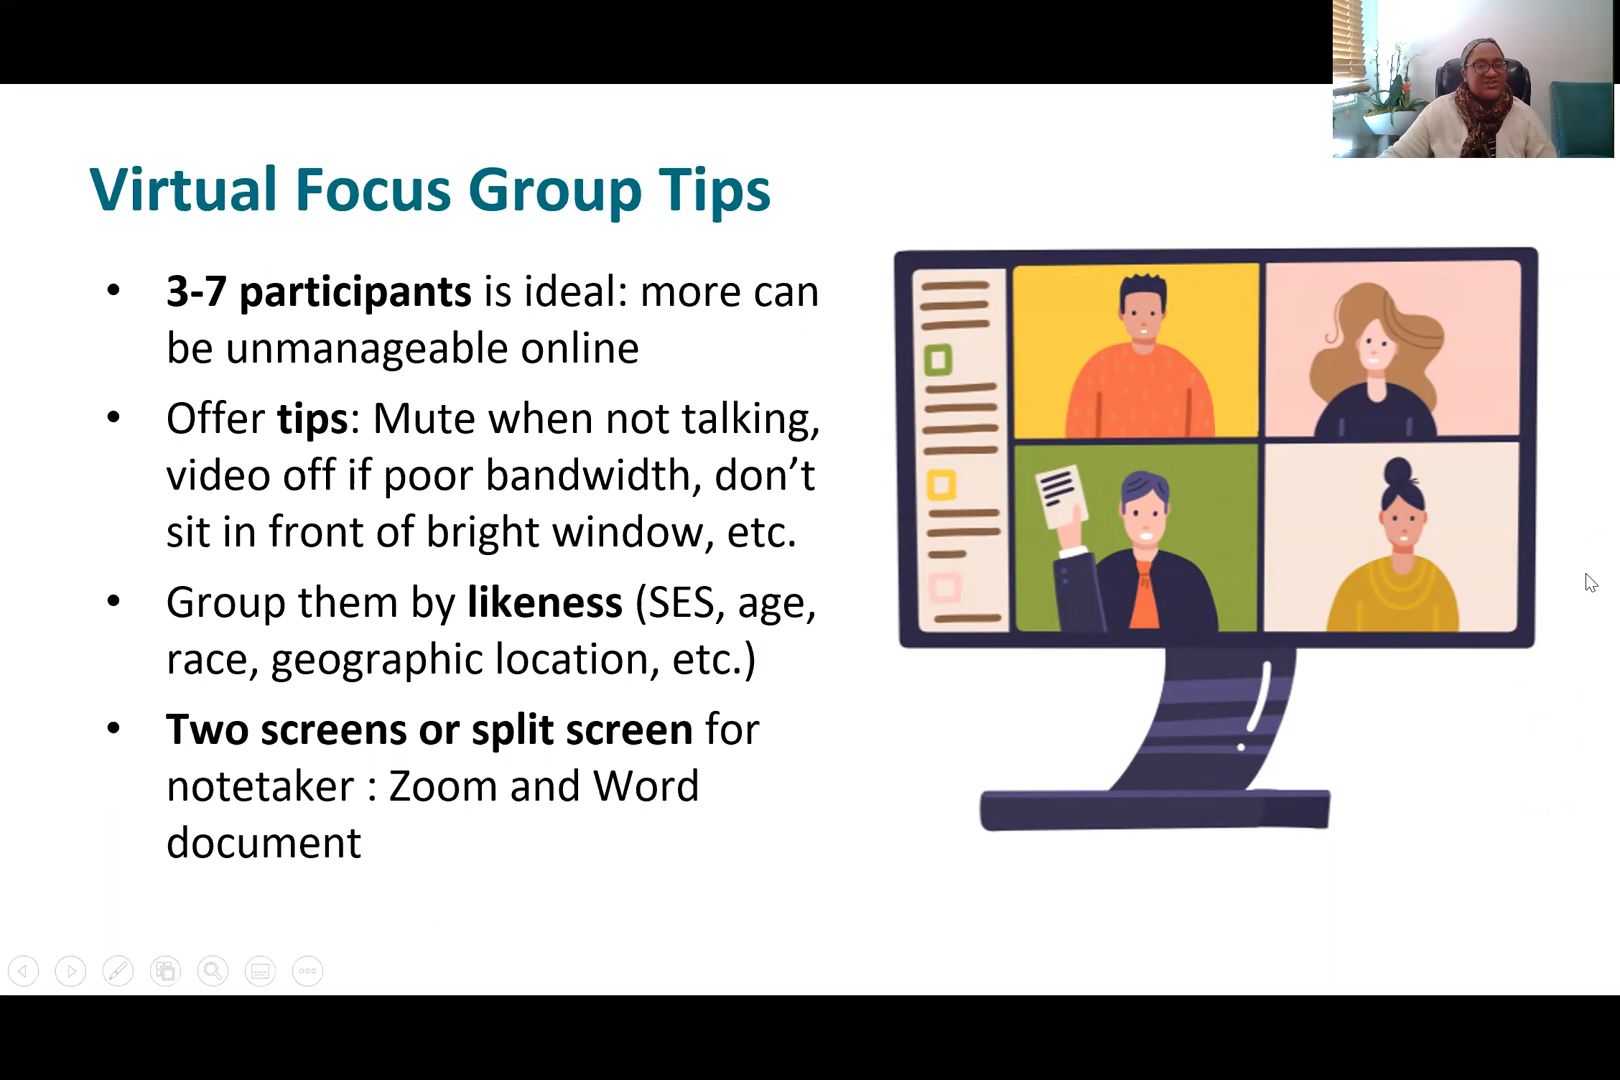 Virtual Focus Group Tips
• 3-7 participants is ideal: more can
be unmanageable online
• Offer tips: Mute when not talking,
video off if poor bandwidth, don’t
sit in front of bright window, etc.
• Group them by likeness (SES, age,
race, geographic location, etc.)
• Two screens or split screen for
notetaker : Zoom and Word
document